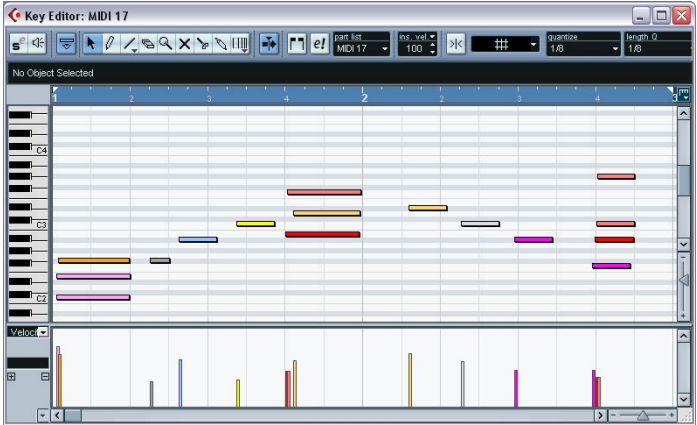 Key Editor: MIDI 17
part list
MIDI 17
ins. vel.
100
quantize
1/8
length Q
1/8
No Object Selected
1 2 3 4 2 2 3 4 3
C4
C3
C2
Velocit